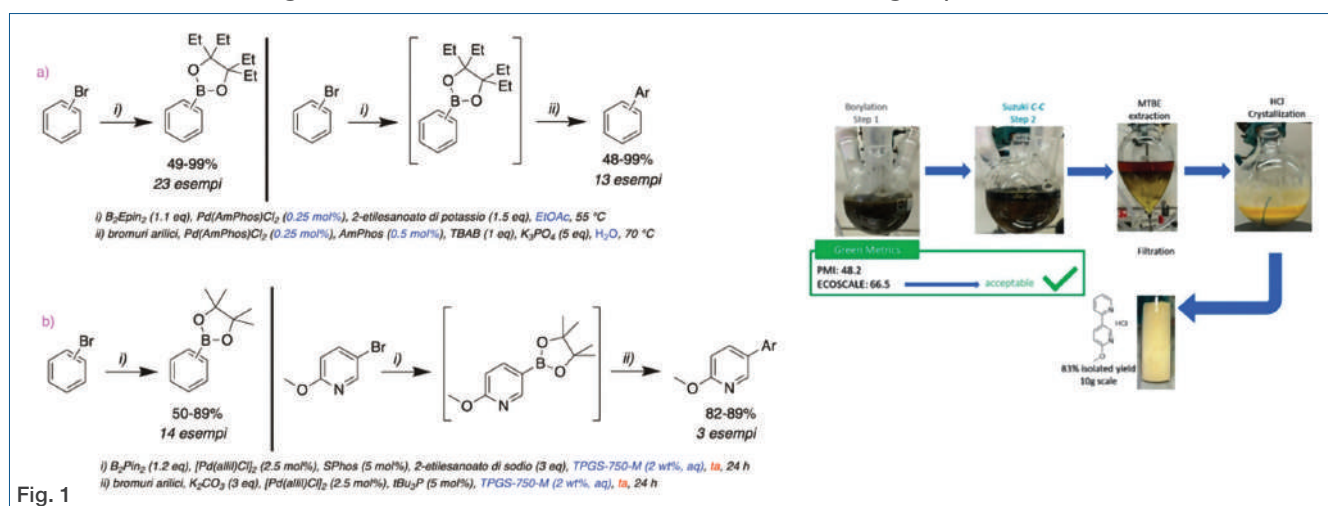 a)
Br
i)
Et
Et
Et
Et
O
B
O
49-99%
23 esempi
Br
i)
Et
Et
Et
Et
O
B
O
ii)
Ar
48-99%
13 esempi
i) B₂Epin₂ (1.1 eq), Pd(AmPhos)Cl₂ (0.25 mol%), 2-etilesanoato di potassio (1.5 eq), EtOAc, 55 °C
ii) bromuri arilici, Pd(AmPhos)Cl₂ (0.25 mol%), AmPhos (0.5 mol%), TBAB (1 eq), K₃PO₄ (5 eq), H₂O, 70 °C
b)
Br
i)
O
B
O
50-89%
14 esempi
Br
O
N
i)
O
B
O
O
N
ii)
Ar
O
N
82-89%
3 esempi
i) B₂Pin₂ (1.2 eq), [Pd(allil)Cl]₂ (2.5 mol%), SPhos (5 mol%), 2-etilesanoato di sodio (3 eq), TPGS-750-M (2 wt%, aq), ta, 24 h
ii) bromuri arilici, K₂CO₃ (3 eq), [Pd(allil)Cl]₂ (2.5 mol%), tBu₃P (5 mol%), TPGS-750-M (2 wt%, aq), ta, 24 h
Borylation
Step 1
Suzuki C-C
Step 2
MTBE
extraction
HCl
Crystallization
Green Metrics
PMI: 48.2
ECOSCALE: 66.5
acceptable
Filtration
N
N
O
HCl
83% isolated yield
10g scale
Fig. 1